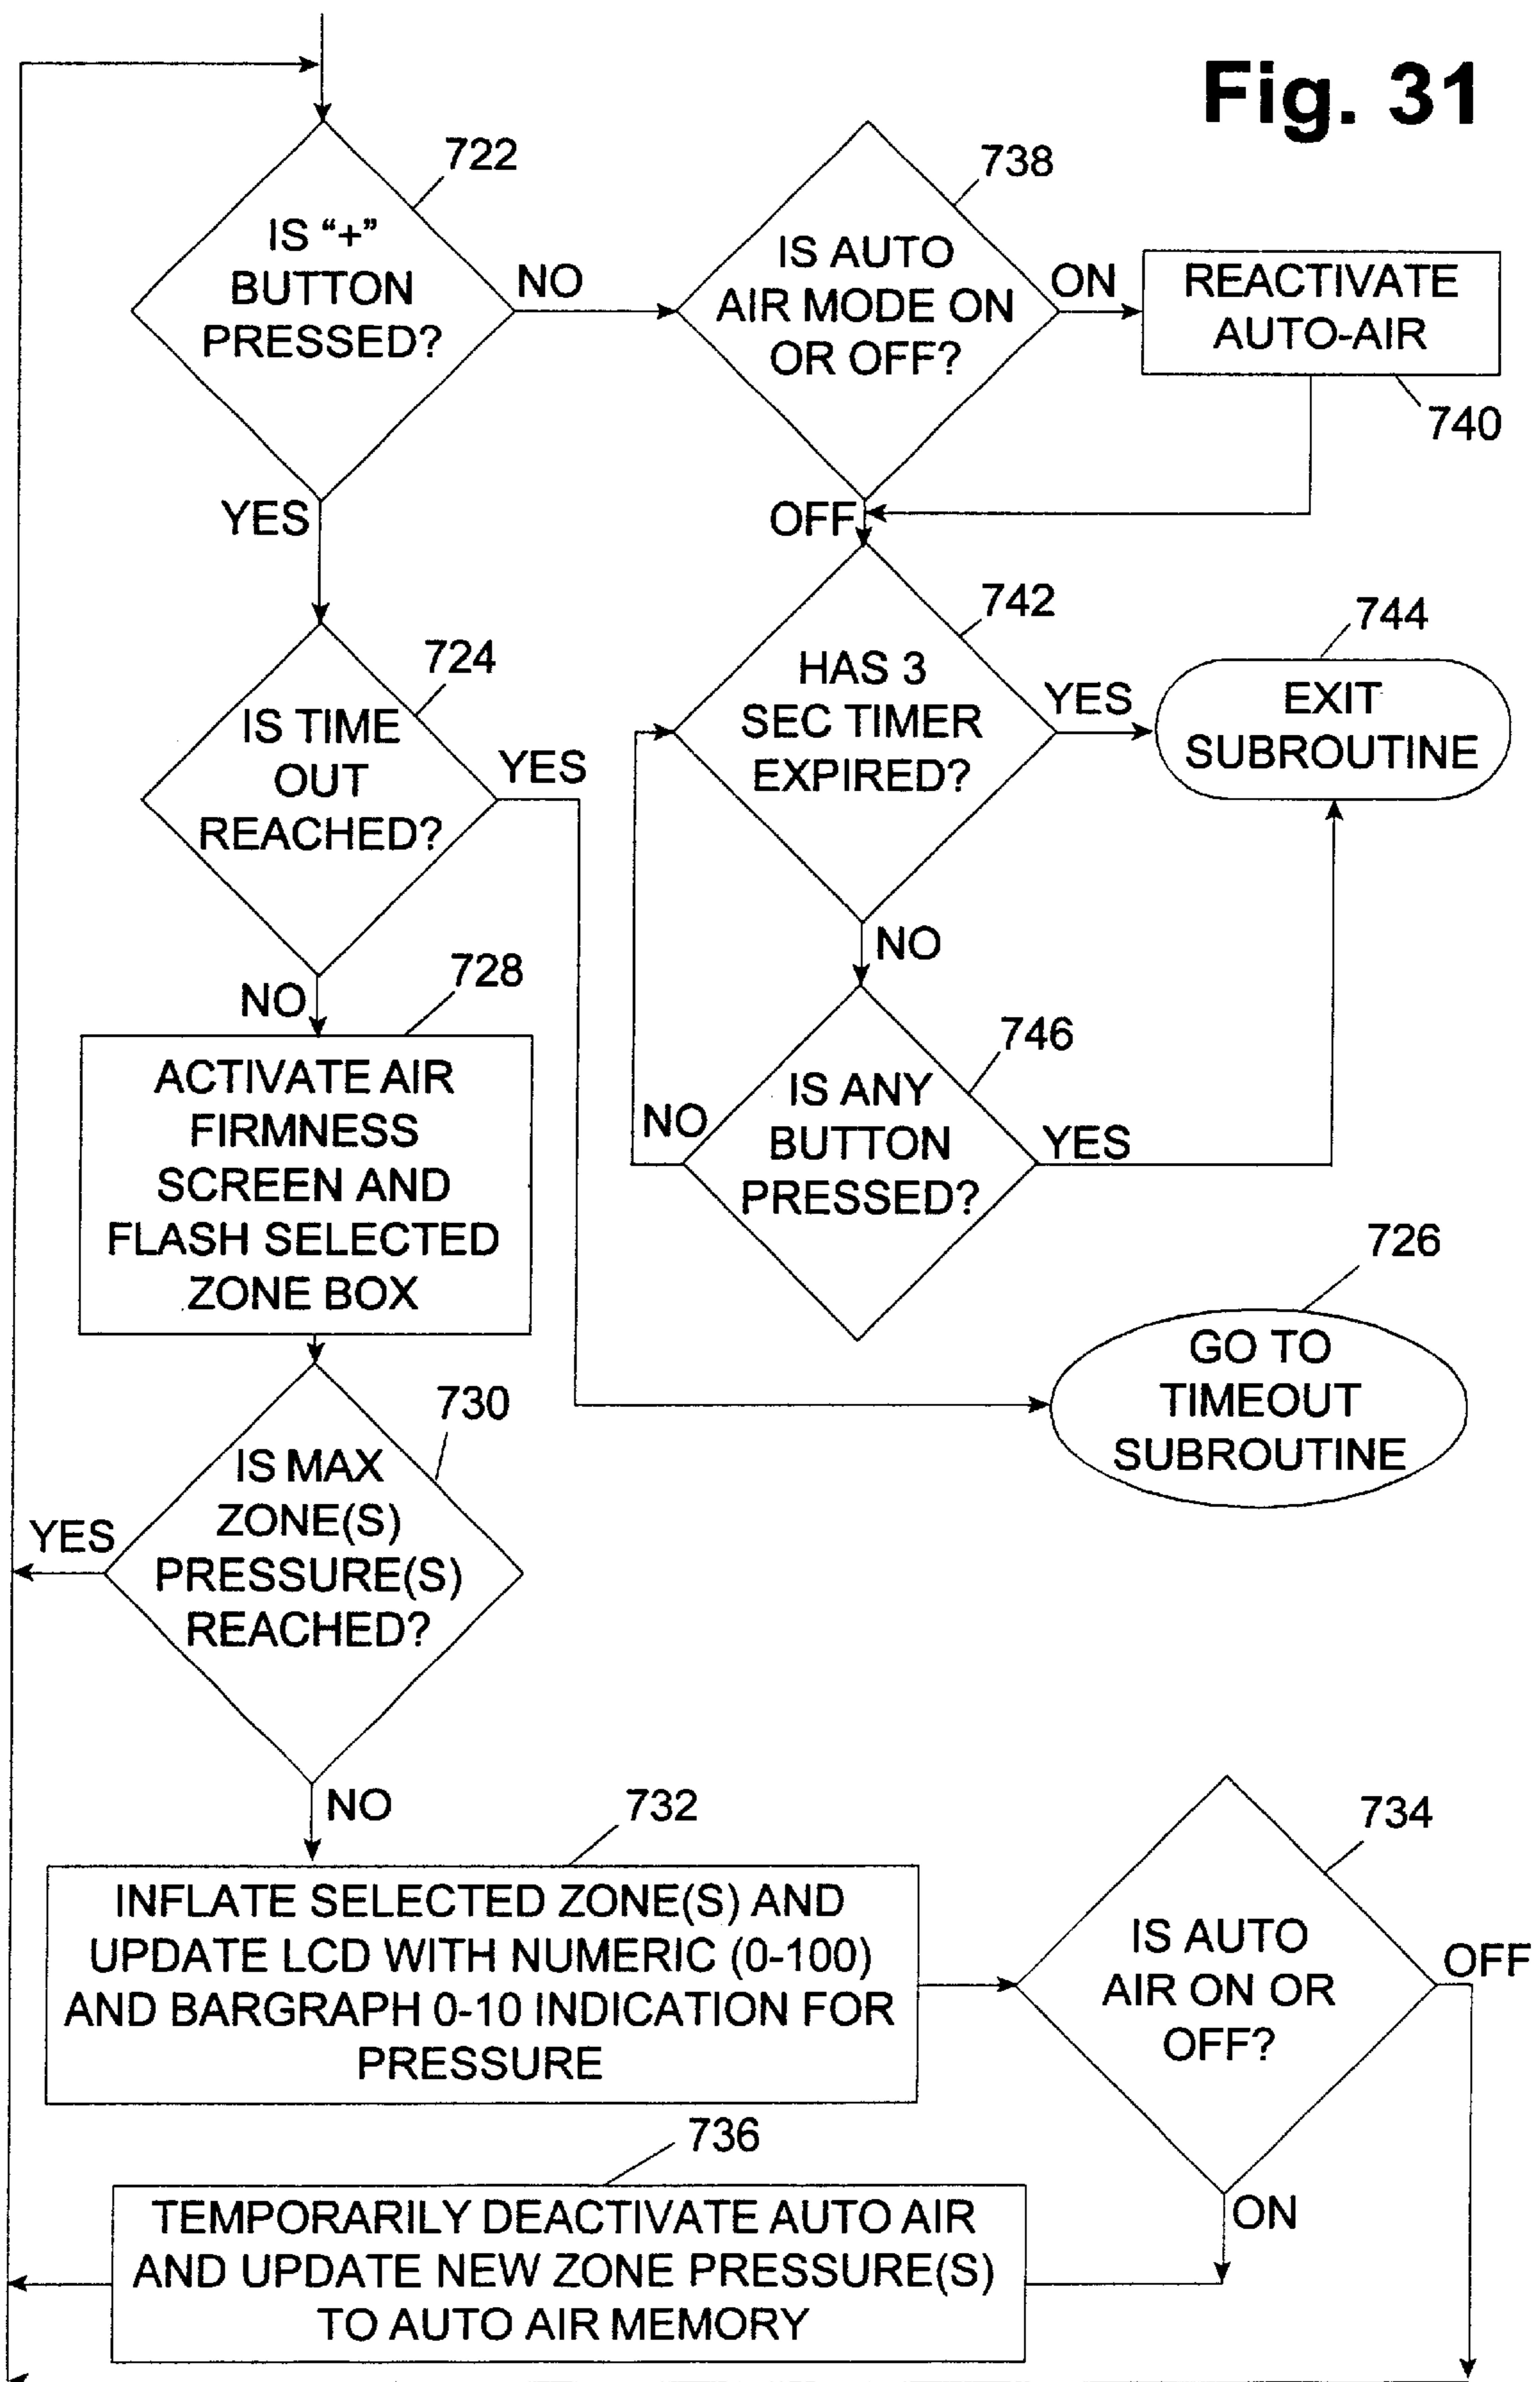 Fig. 31
722
IS “+”
BUTTON
PRESSED?
NO
YES
738
IS AUTO
AIR MODE ON
OR OFF?
ON
OFF
REACTIVATE
AUTO-AIR
740
724
IS TIME
OUT
REACHED?
YES
NO
742
HAS 3
SEC TIMER
EXPIRED?
YES
NO
744
EXIT
SUBROUTINE
728
ACTIVATE AIR
FIRMNESS
SCREEN AND
FLASH SELECTED
ZONE BOX
746
IS ANY
BUTTON
PRESSED?
NO
YES
726
GO TO
TIMEOUT
SUBROUTINE
730
IS MAX
ZONE(S)
PRESSURE(S)
REACHED?
YES
NO
732
INFLATE SELECTED ZONE(S) AND
UPDATE LCD WITH NUMERIC (0-100)
AND BARGRAPH 0-10 INDICATION FOR
PRESSURE
734
IS AUTO
AIR ON OR
OFF?
OFF
ON
736
TEMPORARILY DEACTIVATE AUTO AIR
AND UPDATE NEW ZONE PRESSURE(S)
TO AUTO AIR MEMORY